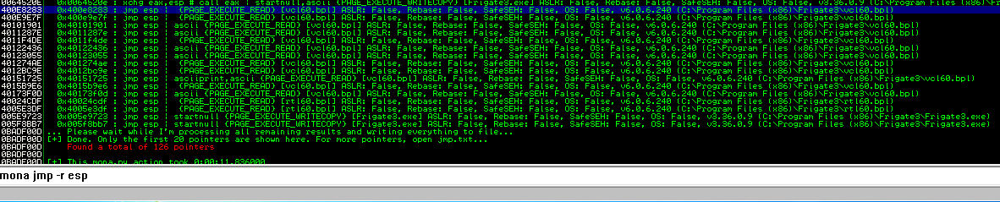 0064520E 0x0064520e : xchg eax,esp # call eax | startnull,ascii {PAGE_EXECUTE_WRITECOPY} [Frigate3.exe] ASLR: False, Rebase: False, SafeSEH: False, OS: False, v3.36.0.9 (C:\Program Files (x86)\Frigate3
400E8283 0x400e8283 : jmp esp | {PAGE_EXECUTE_READ} [vcl60.bpl] ASLR: False, Rebase: False, SafeSEH: False, OS: False, v6.0.6.240 (C:\Program Files (x86)\Frigate3\vcl60.bpl)
400E9E7F 0x400e9e7f : jmp esp | {PAGE_EXECUTE_READ} [vcl60.bpl] ASLR: False, Rebase: False, SafeSEH: False, OS: False, v6.0.6.240 (C:\Program Files (x86)\Frigate3\vcl60.bpl)
40101901 0x40101901 : jmp esp | ascii {PAGE_EXECUTE_READ} [vcl60.bpl] ASLR: False, Rebase: False, SafeSEH: False, OS: False, v6.0.6.240 (C:\Program Files (x86)\Frigate3\vcl60.bpl)
4011287E 0x4011287e : jmp esp | ascii {PAGE_EXECUTE_READ} [vcl60.bpl] ASLR: False, Rebase: False, SafeSEH: False, OS: False, v6.0.6.240 (C:\Program Files (x86)\Frigate3\vcl60.bpl)
4011F4DE 0x4011f4de : jmp esp | {PAGE_EXECUTE_READ} [vcl60.bpl] ASLR: False, Rebase: False, SafeSEH: False, OS: False, v6.0.6.240 (C:\Program Files (x86)\Frigate3\vcl60.bpl)
40122436 0x40122436 : jmp esp | ascii {PAGE_EXECUTE_READ} [vcl60.bpl] ASLR: False, Rebase: False, SafeSEH: False, OS: False, v6.0.6.240 (C:\Program Files (x86)\Frigate3\vcl60.bpl)
40123055 0x40123055 : jmp esp | ascii {PAGE_EXECUTE_READ} [vcl60.bpl] ASLR: False, Rebase: False, SafeSEH: False, OS: False, v6.0.6.240 (C:\Program Files (x86)\Frigate3\vcl60.bpl)
401274AE 0x401274ae : jmp esp | {PAGE_EXECUTE_READ} [vcl60.bpl] ASLR: False, Rebase: False, SafeSEH: False, OS: False, v6.0.6.240 (C:\Program Files (x86)\Frigate3\vcl60.bpl)
4012BC9E 0x4012bc9e : jmp esp | {PAGE_EXECUTE_READ} [vcl60.bpl] ASLR: False, Rebase: False, SafeSEH: False, OS: False, v6.0.6.240 (C:\Program Files (x86)\Frigate3\vcl60.bpl)
40151725 0x40151725 : jmp esp | asciiprint,ascii {PAGE_EXECUTE_READ} [vcl60.bpl] ASLR: False, Rebase: False, SafeSEH: False, OS: False, v6.0.6.240 (C:\Program Files (x86)\Frigate3\vcl60.bpl)
4015B9E6 0x4015b9e6 : jmp esp | {PAGE_EXECUTE_READ} [vcl60.bpl] ASLR: False, Rebase: False, SafeSEH: False, OS: False, v6.0.6.240 (C:\Program Files (x86)\Frigate3\vcl60.bpl)
40173F0D 0x40173f0d : jmp esp | ascii {PAGE_EXECUTE_READ} [vcl60.bpl] ASLR: False, Rebase: False, SafeSEH: False, OS: False, v6.0.6.240 (C:\Program Files (x86)\Frigate3\vcl60.bpl)
40024CDF 0x40024cdf : jmp esp | {PAGE_EXECUTE_READ} [rtl60.bpl] ASLR: False, Rebase: False, SafeSEH: False, OS: False, v6.0.6.240 (C:\Program Files (x86)\Frigate3\rtl60.bpl)
4005E3DF 0x4005e3df : jmp esp | {PAGE_EXECUTE_READ} [rtl60.bpl] ASLR: False, Rebase: False, SafeSEH: False, OS: False, v6.0.6.240 (C:\Program Files (x86)\Frigate3\rtl60.bpl)
005E9723 0x005e9723 : jmp esp | startnull {PAGE_EXECUTE_WRITECOPY} [Frigate3.exe] ASLR: False, Rebase: False, SafeSEH: False, OS: False, v3.36.0.9 (C:\Program Files (x86)\Frigate3\Frigate3.exe)
005F8BB7 0x005f8bb7 : jmp esp | startnull {PAGE_EXECUTE_WRITECOPY} [Frigate3.exe] ASLR: False, Rebase: False, SafeSEH: False, OS: False, v3.36.0.9 (C:\Program Files (x86)\Frigate3\Frigate3.exe)
0BADF00D ... Please wait while I'm processing all remaining results and writing everything to file...
0BADF00D [+] Done. Only the first 20 pointers are shown here. For more pointers, open jmp.txt...
0BADF00D Found a total of 126 pointers
0BADF00D
0BADF00D [+] This mona.py action took 0:00:11.836000
mona jmp -r esp